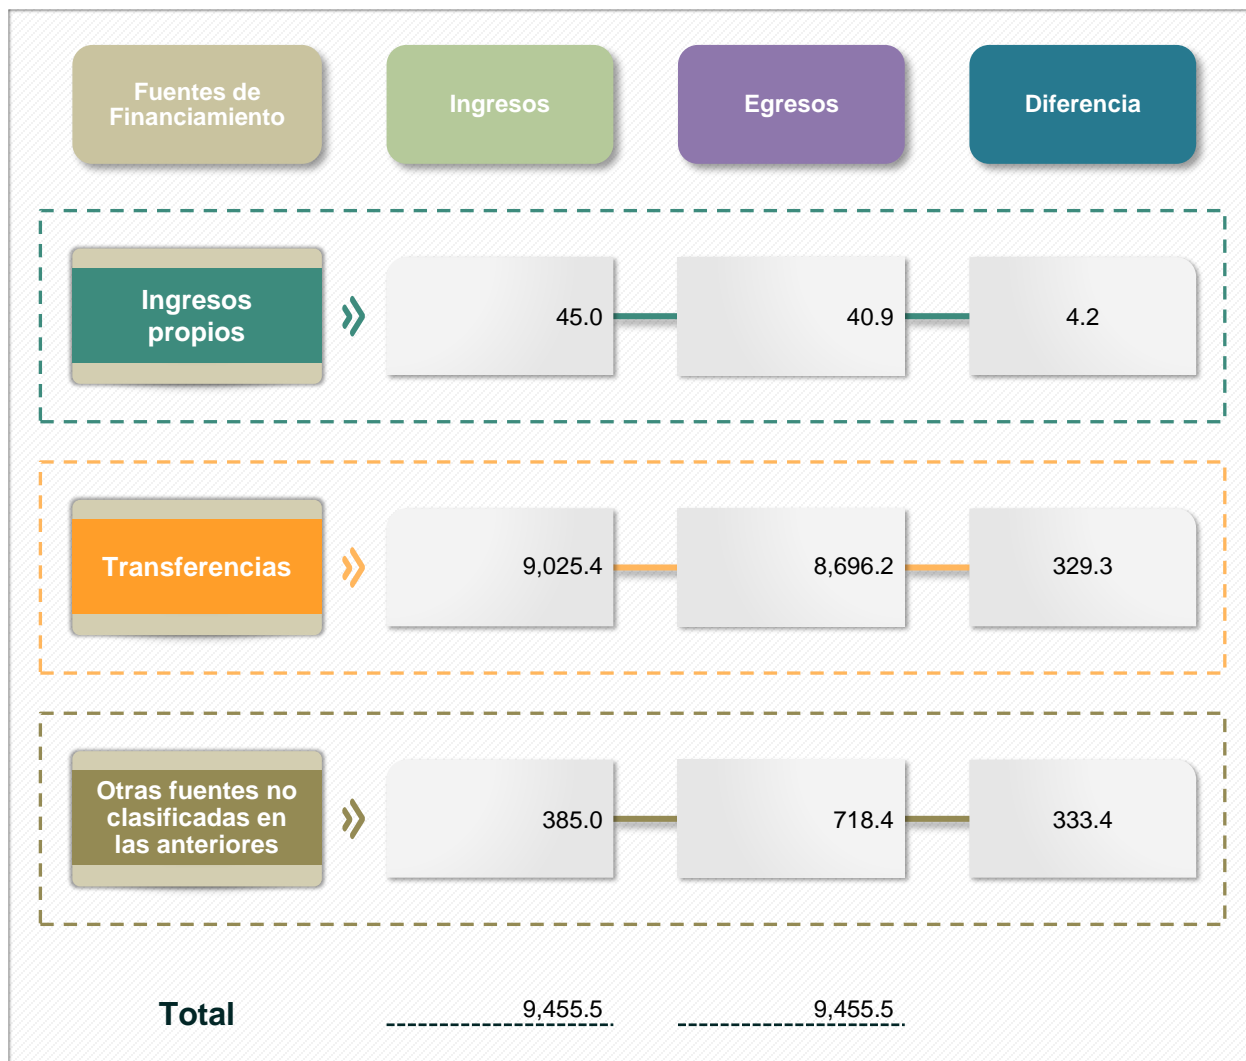 Fuentes de
Financiamiento
Ingresos
Egresos
Diferencia
Ingresos
propios
45.0
40.9
4.2
Transferencias
9,025.4
8,696.2
329.3
Otras fuentes no
clasificadas en
las anteriores
385.0
718.4
333.4
Total
9,455.5
9,455.5